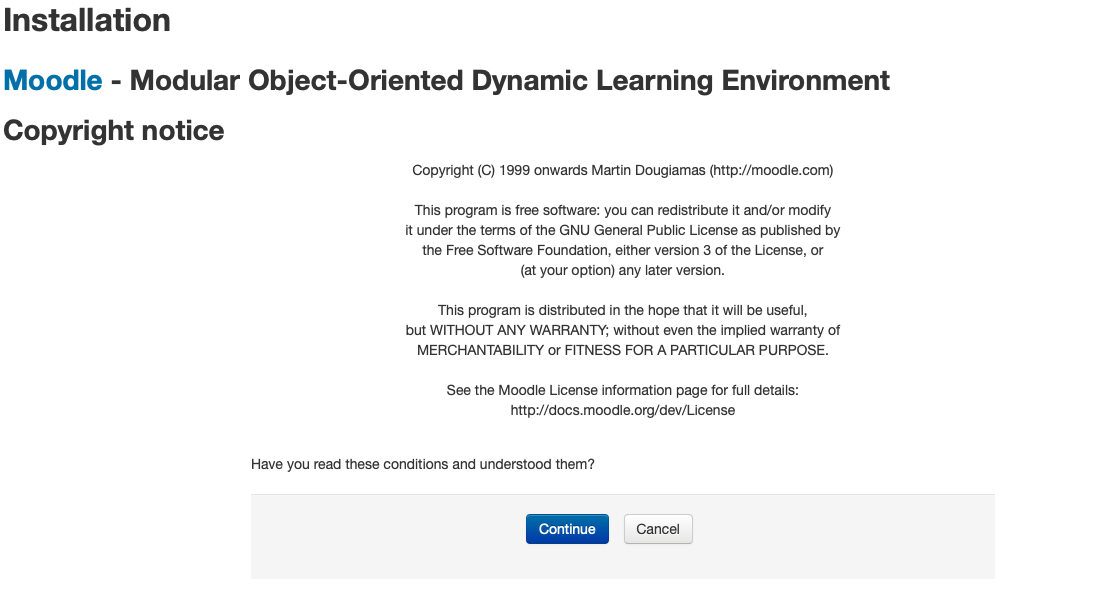 Installation
Moodle - Modular Object-Oriented Dynamic Learning Environment
Copyright notice
Copyright (C) 1999 onwards Martin Dougiamas (http://moodle.com)
This program is free software: you can redistribute it and/or modify
it under the terms of the GNU General Public License as published by
the Free Software Foundation, either version 3 of the License, or
(at your option) any later version.
This program is distributed in the hope that it will be useful,
but WITHOUT ANY WARRANTY; without even the implied warranty of
MERCHANTABILITY or FITNESS FOR A PARTICULAR PURPOSE.
See the Moodle License information page for full details:
http://docs.moodle.org/dev/License
Have you read these conditions and understood them?
Continue Cancel